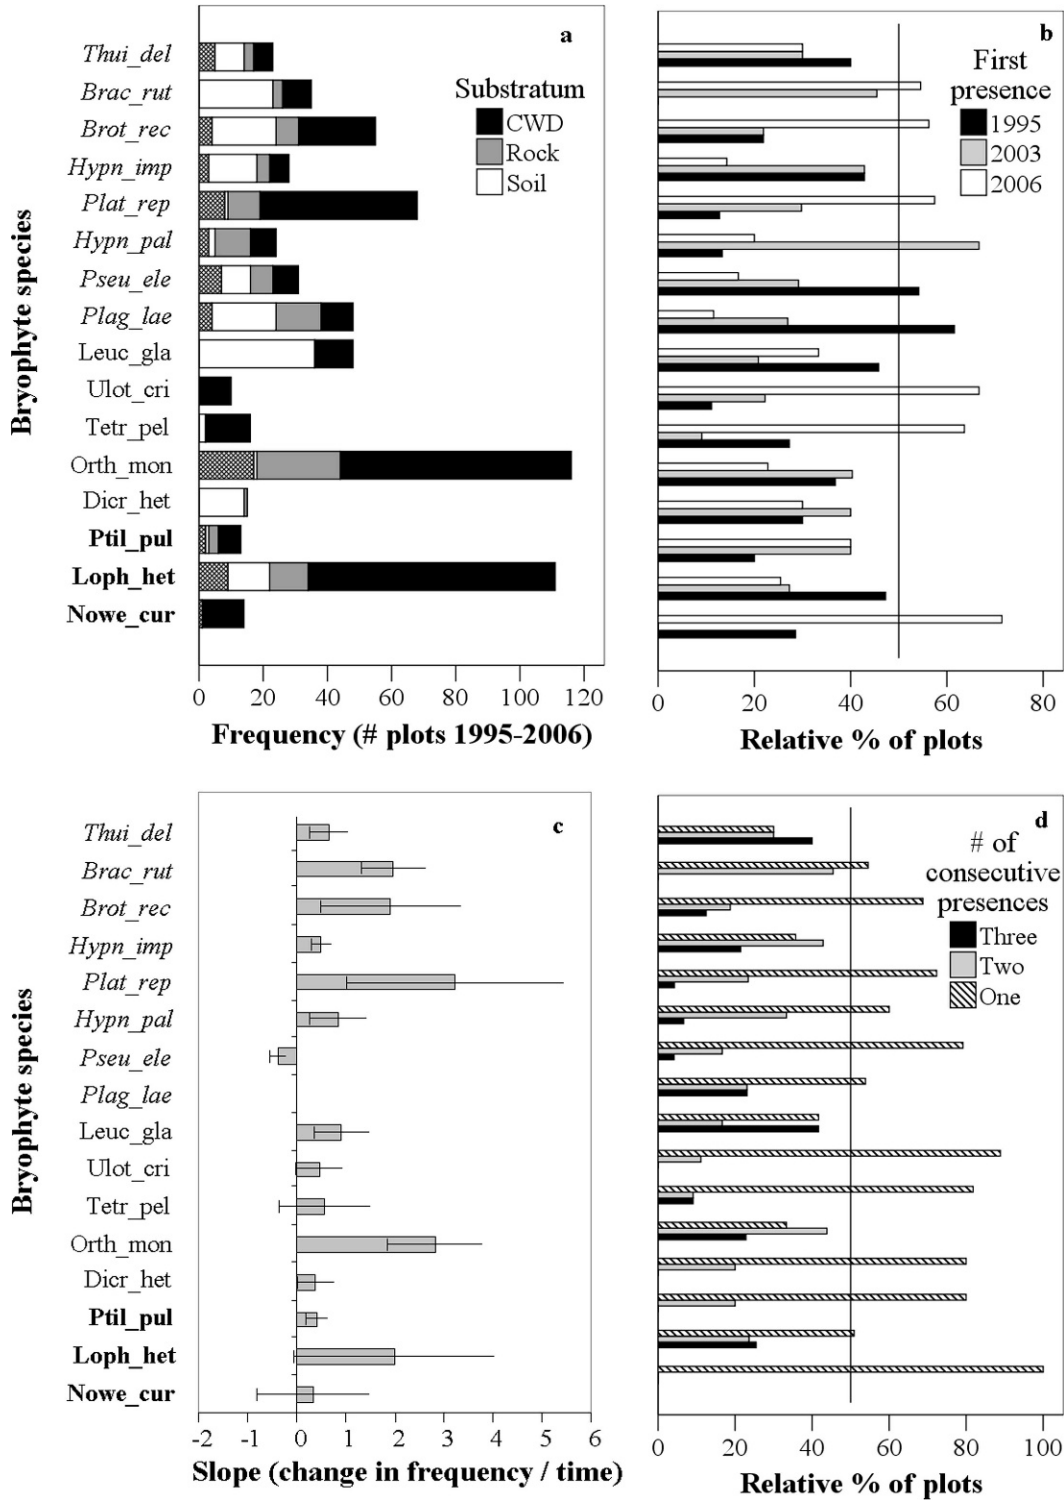 a
Substratum
CWD
Rock
Soil
Bryophyte species
Thui_del
Brac_rut
Brot_rec
Hypn_imp
Plat_rep
Hypn_pal
Pseu_ele
Plag_lae
Leuc_gla
Ulot_cri
Tetr_pel
Orth_mon
Dicr_het
Ptil_pul
Loph_het
Nowe_cur
0 20 40 60 80 100 120
Frequency (# plots 1995-2006)
b
First
presence
1995
2003
2006
0 20 40 60 80
Relative % of plots
c
Bryophyte species
Thui_del
Brac_rut
Brot_rec
Hypn_imp
Plat_rep
Hypn_pal
Pseu_ele
Plag_lae
Leuc_gla
Ulot_cri
Tetr_pel
Orth_mon
Dicr_het
Ptil_pul
Loph_het
Nowe_cur
-2 -1 0 1 2 3 4 5 6
Slope (change in frequency / time)
d
# of
consecutive
presences
Three
Two
One
0 20 40 60 80 100
Relative % of plots